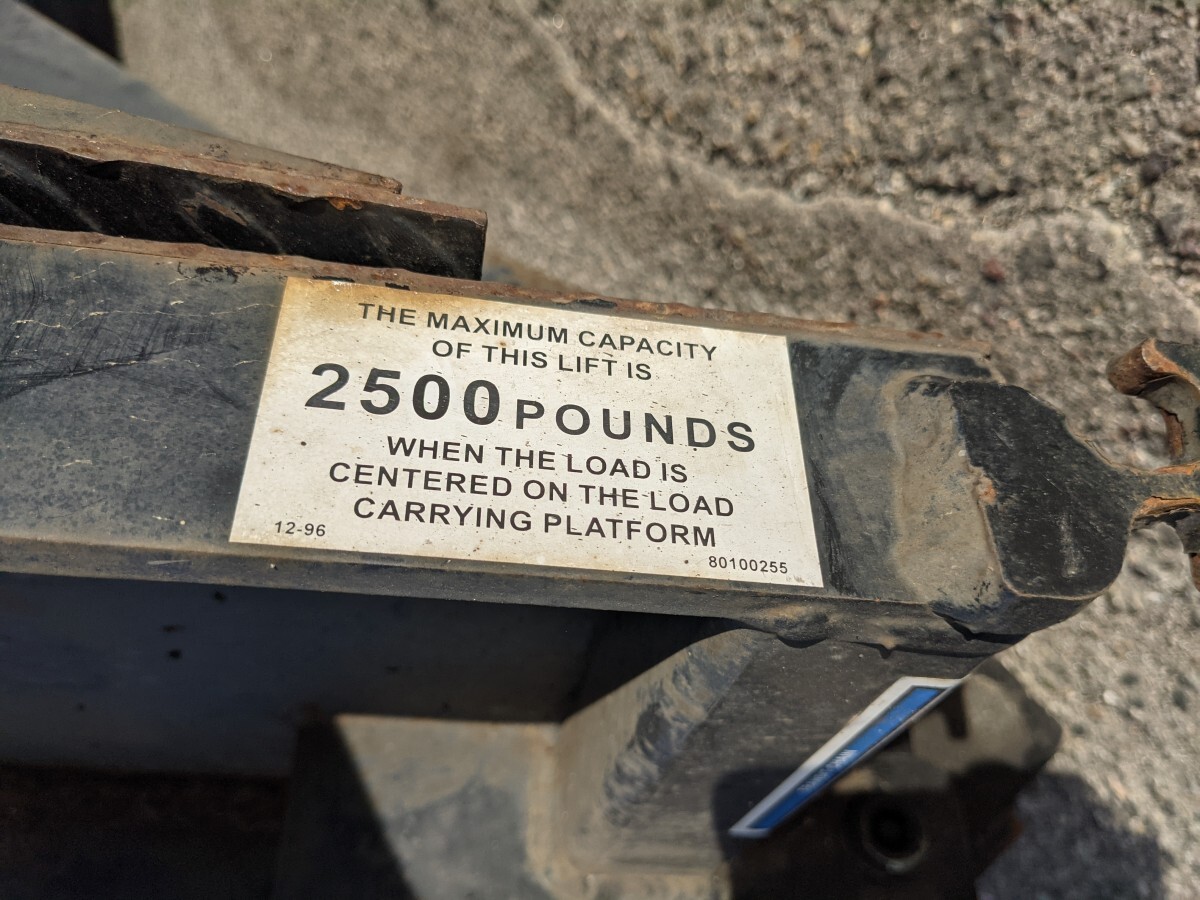 THE MAXIMUM CAPACITY
OF THIS LIFT IS
2500 POUNDS
WHEN THE LOAD IS
CENTERED ON THE LOAD
CARRYING PLATFORM
12-96
80100255